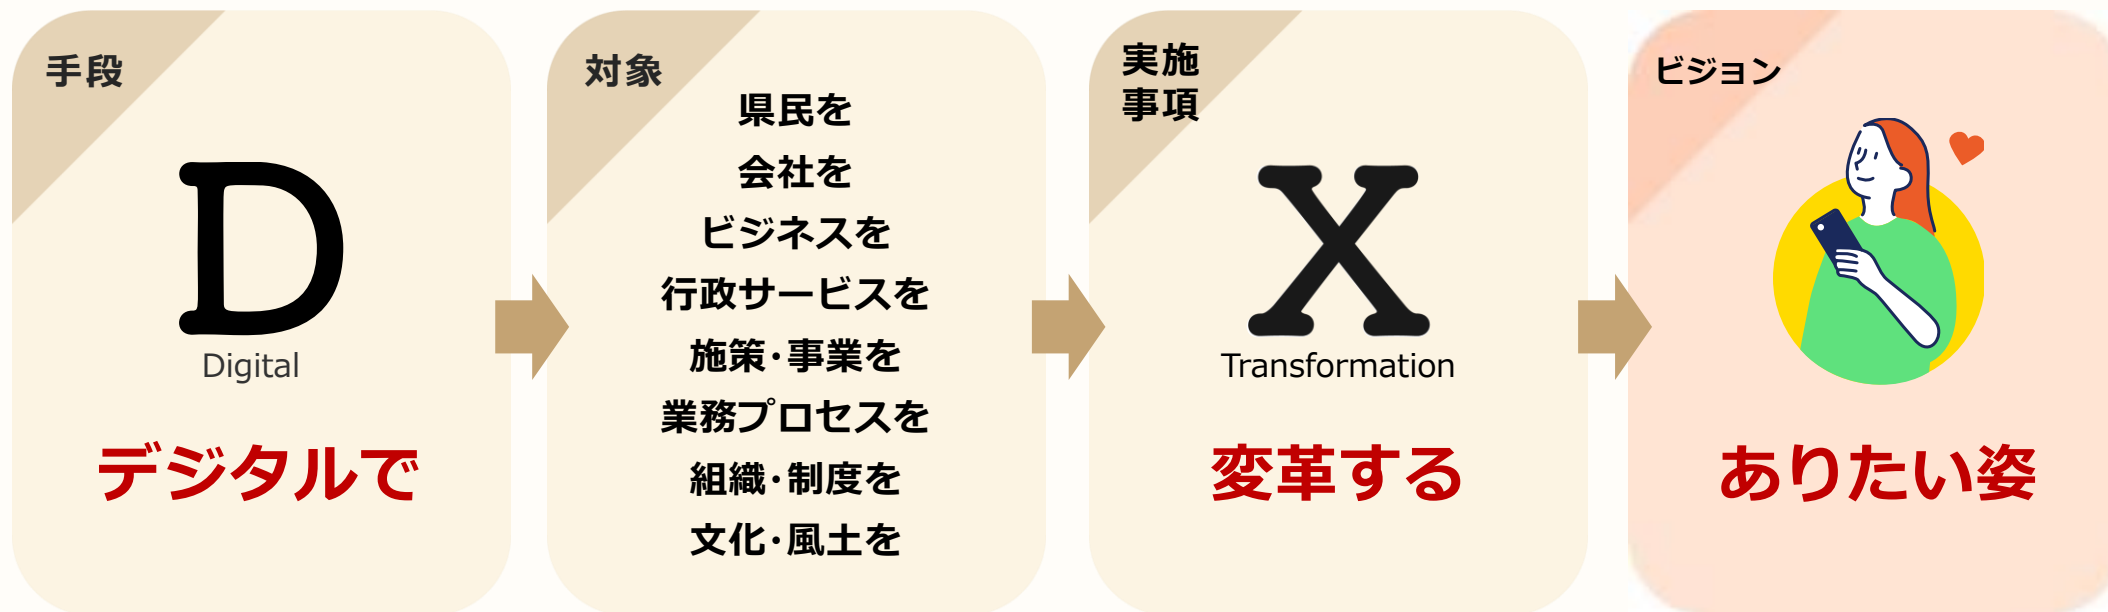 手段
D
Digital
デジタルで
対象
県民を
会社を
ビジネスを
行政サービスを
施策･事業を
業務プロセスを
組織･制度を
文化･風土を
実施
事項
X
Transformation
変革する
ビジョン
ありたい姿